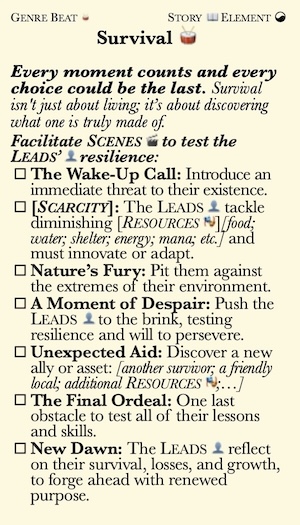 GENRE BEAT 🥁 STORY 📖 ELEMENT ☯
Survival 🥁
Every moment counts and every
choice could be the last. Survival
isn't just about living; it's about discovering
what one is truly made of.
Facilitate SCENES 🎬 to test the
LEADS' 👤 resilience:
☐ The Wake-Up Call: Introduce an
immediate threat to their existence.
☐ [SCARCITY]: The LEADS 👤 tackle
diminishing [RESOURCES][food;
water; shelter; energy; mana; etc.] and
must innovate or adapt.
☐ Nature's Fury: Pit them against
the extremes of their environment.
☐ A Moment of Despair: Push the
LEADS 👤 to the brink, testing
resilience and will to persevere.
☐ Unexpected Aid: Discover a new
ally or asset: [another survivor; a friendly
local; additional RESOURCES;…]
☐ The Final Ordeal: One last
obstacle to test all of their lessons
and skills.
☐ New Dawn: The LEADS 👤 reflect
on their survival, losses, and growth,
to forge ahead with renewed
purpose.